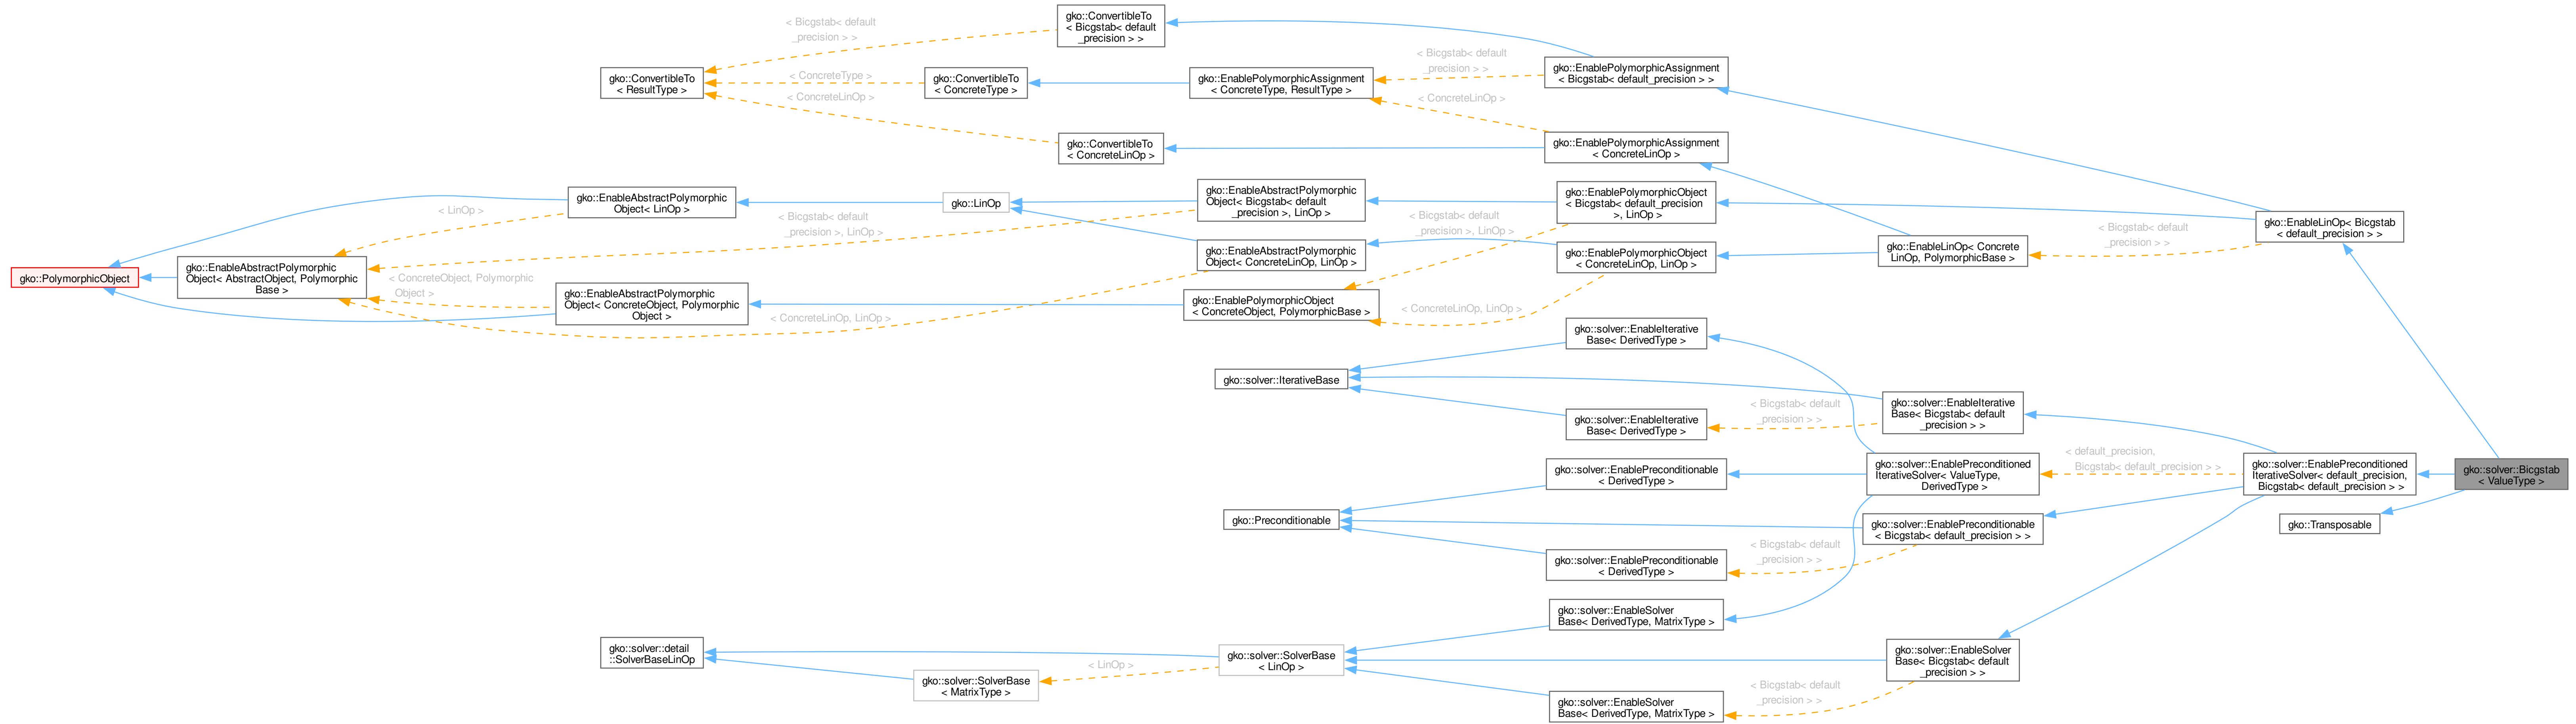 gko::PolymorphicObject
gko::EnableAbstractPolymorphic
Object< AbstractObject, Polymorphic
Base >
gko::ConvertibleTo
< ResultType >
gko::EnableAbstractPolymorphic
Object< LinOp >
gko::EnableAbstractPolymorphic
Object< ConcreteObject, Polymorphic
Object >
gko::solver::detail
::SolverBaseLinOp
< LinOp >
< ConcreteObject, Polymorphic
Object >
< Bicgstab< default
_precision > >
< ConcreteType >
< ConcreteLinOp >
< Bicgstab< default
_precision >, LinOp >
< ConcreteLinOp, LinOp >
gko::ConvertibleTo
< Bicgstab< default
_precision > >
gko::ConvertibleTo
< ConcreteType >
gko::ConvertibleTo
< ConcreteLinOp >
gko::LinOp
gko::solver::SolverBase
< MatrixType >
< LinOp >
gko::EnablePolymorphicAssignment
< ConcreteType, ResultType >
gko::EnableAbstractPolymorphic
Object< Bicgstab< default
_precision >, LinOp >
gko::EnableAbstractPolymorphic
Object< ConcreteLinOp, LinOp >
gko::EnablePolymorphicObject
< ConcreteObject, PolymorphicBase >
gko::solver::IterativeBase
gko::Preconditionable
gko::solver::SolverBase
< LinOp >
< Bicgstab< default
_precision > >
< ConcreteLinOp >
< Bicgstab< default
_precision >, LinOp >
< ConcreteLinOp, LinOp >
gko::EnablePolymorphicAssignment
< Bicgstab< default_precision > >
gko::EnablePolymorphicAssignment
< ConcreteLinOp >
gko::EnablePolymorphicObject
< Bicgstab< default_precision
>, LinOp >
gko::EnablePolymorphicObject
< ConcreteLinOp, LinOp >
gko::solver::EnableIterative
Base< DerivedType >
gko::solver::EnableIterative
Base< DerivedType >
gko::solver::EnablePreconditionable
< DerivedType >
gko::solver::EnablePreconditionable
< DerivedType >
gko::solver::EnableSolver
Base< DerivedType, MatrixType >
gko::solver::EnableSolver
Base< DerivedType, MatrixType >
< Bicgstab< default
_precision > >
< Bicgstab< default
_precision > >
< Bicgstab< default
_precision > >
gko::EnableLinOp< Concrete
LinOp, PolymorphicBase >
gko::solver::EnableIterative
Base< Bicgstab< default
_precision > >
gko::solver::EnablePreconditioned
IterativeSolver< ValueType,
DerivedType >
gko::solver::EnablePreconditionable
< Bicgstab< default_precision > >
gko::solver::EnableSolver
Base< Bicgstab< default
_precision > >
< Bicgstab< default
_precision > >
< default_precision,
Bicgstab< default_precision > >
gko::EnableLinOp< Bicgstab
< default_precision > >
gko::solver::EnablePreconditioned
IterativeSolver< default_precision,
Bicgstab< default_precision > >
gko::Transposable
gko::solver::Bicgstab
< ValueType >